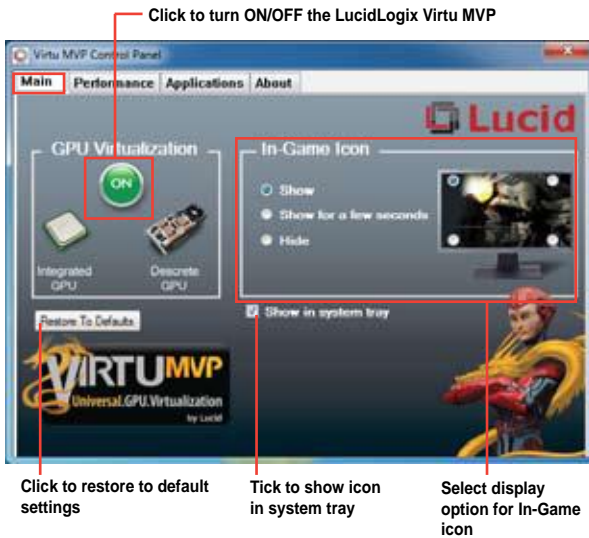 Click to turn ON/OFF the LucidLogix Virtu MVP
Virtu MVP Control Panel
Main Performance Applications About
Lucid
GPU Virtualization
ON
Integrated
GPU
Descrete
GPU
In-Game Icon
Show
Show for a few seconds
Hide
Restore To Defaults
Show in system tray
VIRTUMVP
Universal.GPU.Virtualization
by Lucid
Click to restore to default
settings
Tick to show icon
in system tray
Select display
option for In-Game
icon